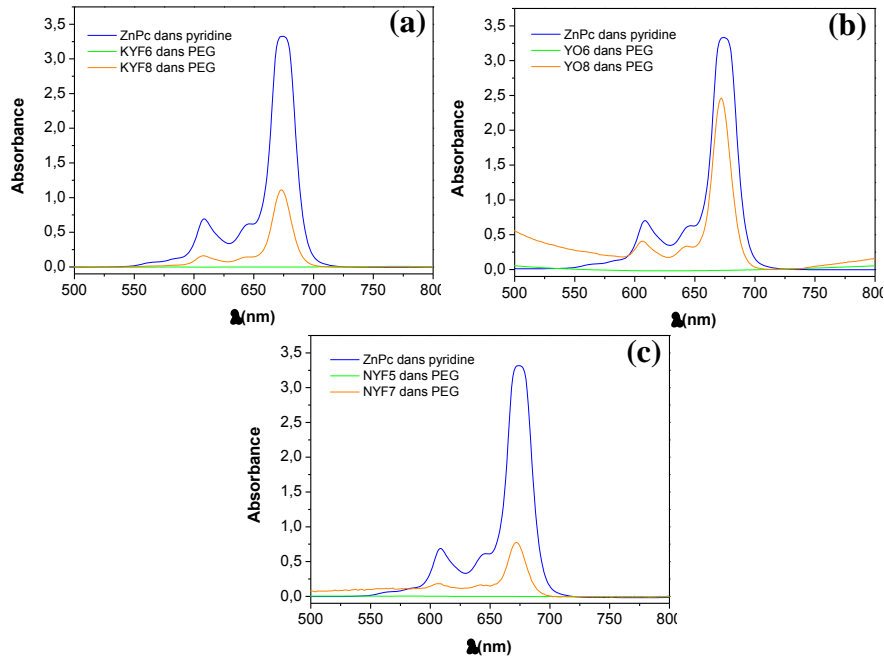 (a)
ZnPc dans pyridine
KYF6 dans PEG
KYF8 dans PEG
Absorbance
3,5
3,0
2,5
2,0
1,5
1,0
0,5
0,0
500 550 600 650 700 750 800
(nm)
(b)
ZnPc dans pyridine
YO6 dans PEG
YO8 dans PEG
Absorbance
3,5
3,0
2,5
2,0
1,5
1,0
0,5
0,0
500 550 600 650 700 750 800
(nm)
(c)
ZnPc dans pyridine
NYF5 dans PEG
NYF7 dans PEG
Absorbance
3,5
3,0
2,5
2,0
1,5
1,0
0,5
0,0
500 550 600 650 700 750 800
(nm)